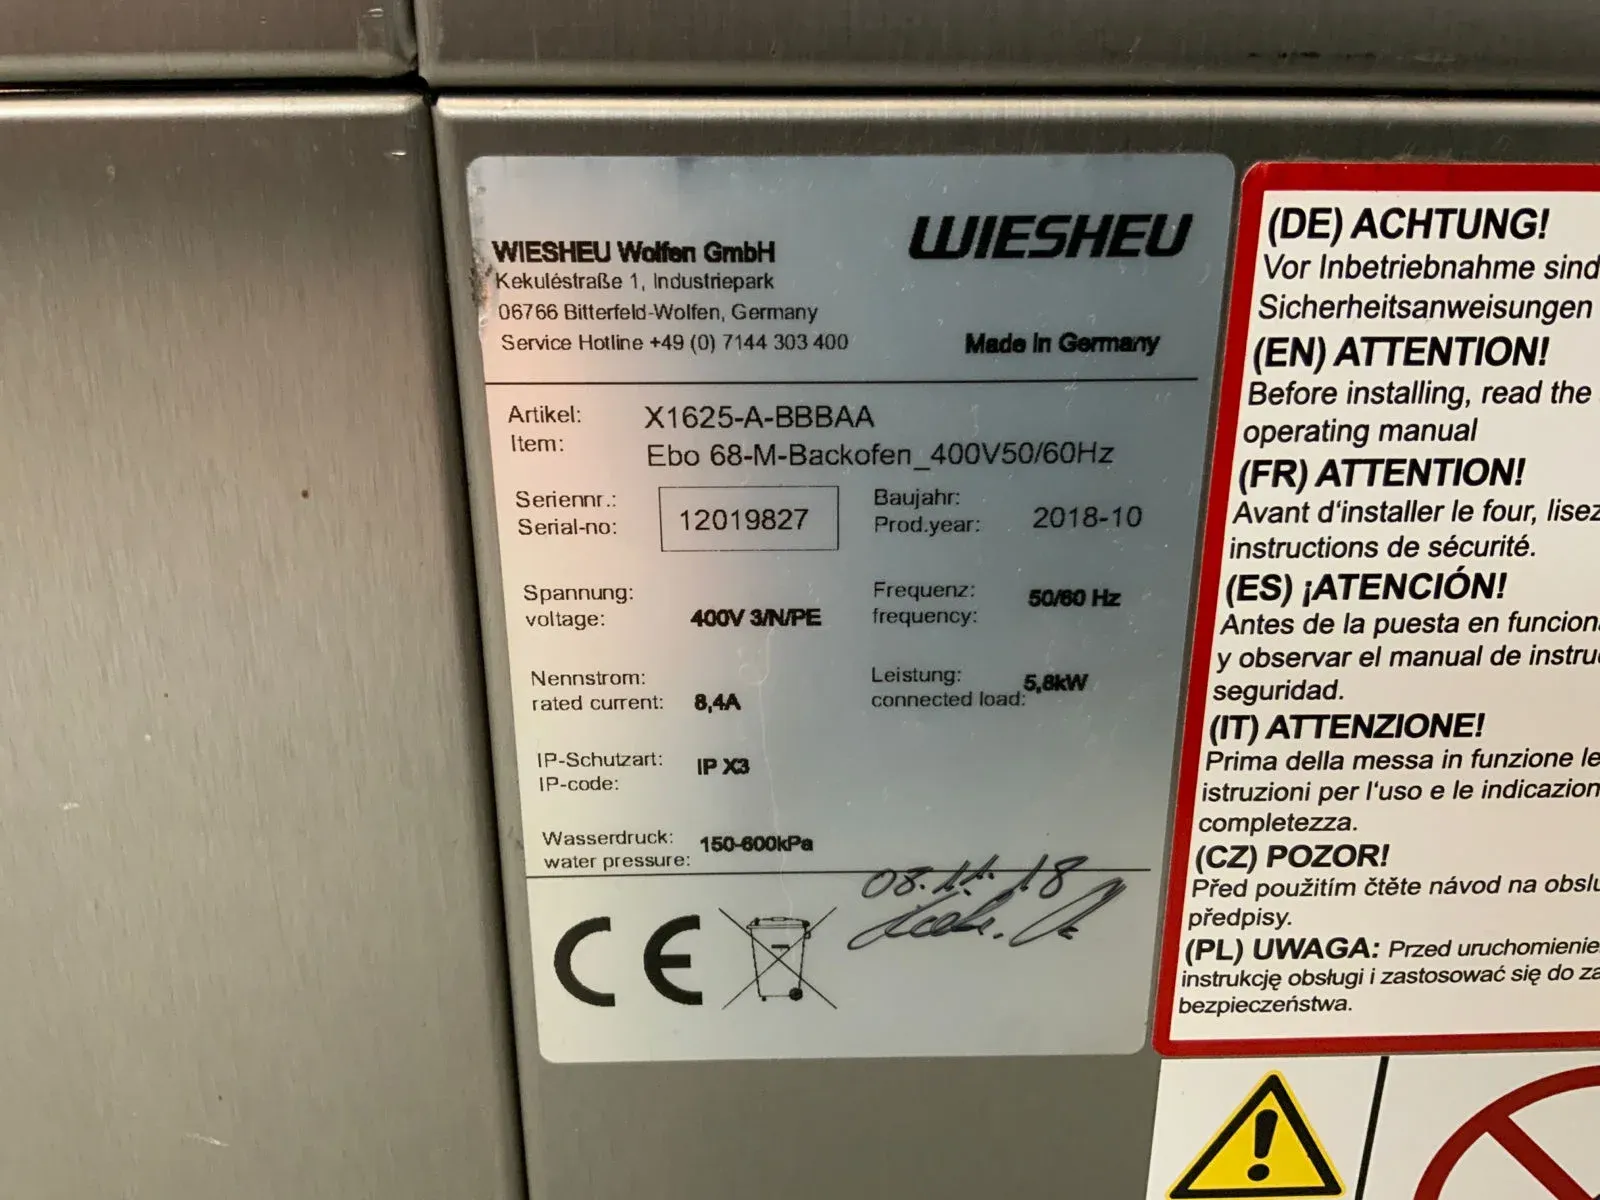 WIESHEU Wolfen GmbH
Kekuléstraße 1, Industriepark
06766 Bitterfeld-Wolfen, Germany
Service Hotline +49 (0) 7144 303 400
WIESHEU
Made in Germany
Artikel: X1625-A-BBBAA
Item: Ebo 68-M-Backofen_400V50/60Hz
Seriennr.:
Serial-no: 12019827
Baujahr:
Prod.year: 2018-10
Spannung:
voltage: 400V 3/N/PE
Frequenz:
frequency: 50/60 Hz
Nennstrom:
rated current: 8,4A
Leistung:
connected load: 5,8kW
IP-Schutzart:
IP-code: IP X3
Wasserdruck:
water pressure: 150-600kPa
08.11.18
CE
(DE) ACHTUNG!
Vor Inbetriebnahme sind
Sicherheitsanweisungen
(EN) ATTENTION!
Before installing, read the
operating manual
(FR) ATTENTION!
Avant d'installer le four, lisez
instructions de sécurité.
(ES) ¡ATENCIÓN!
Antes de la puesta en funcion
y observar el manual de instru
seguridad.
(IT) ATTENZIONE!
Prima della messa in funzione le
istruzioni per l'uso e le indicazion
completezza.
(CZ) POZOR!
Před použitím čtěte návod na obslu
předpisy.
(PL) UWAGA: Przed uruchomienie
instrukcję obsługi i zastosować się do za
bezpieczeństwa.